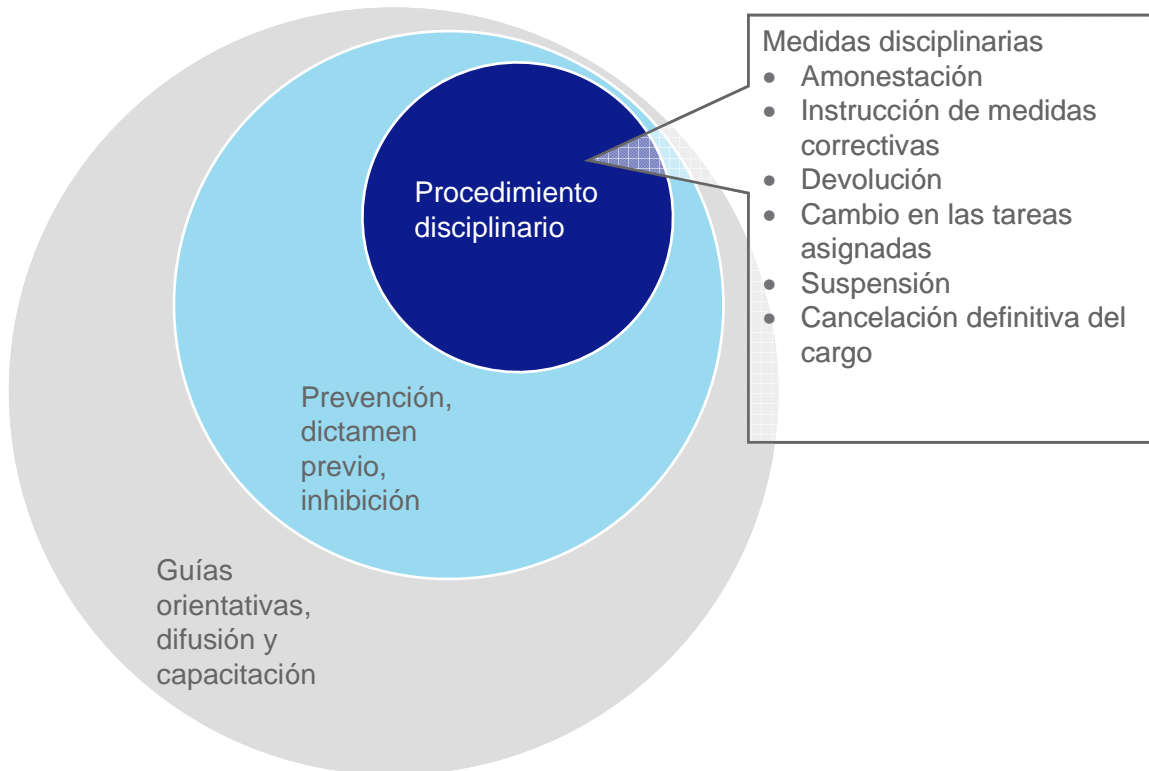 Medidas disciplinarias
• Amonestación
• Instrucción de medidas
correctivas
• Devolución
• Cambio en las tareas
asignadas
• Suspensión
• Cancelación definitiva del
cargo
Procedimiento
disciplinario
Prevención,
dictamen
previo,
inhibición
Guías
orientativas,
difusión y
capacitación